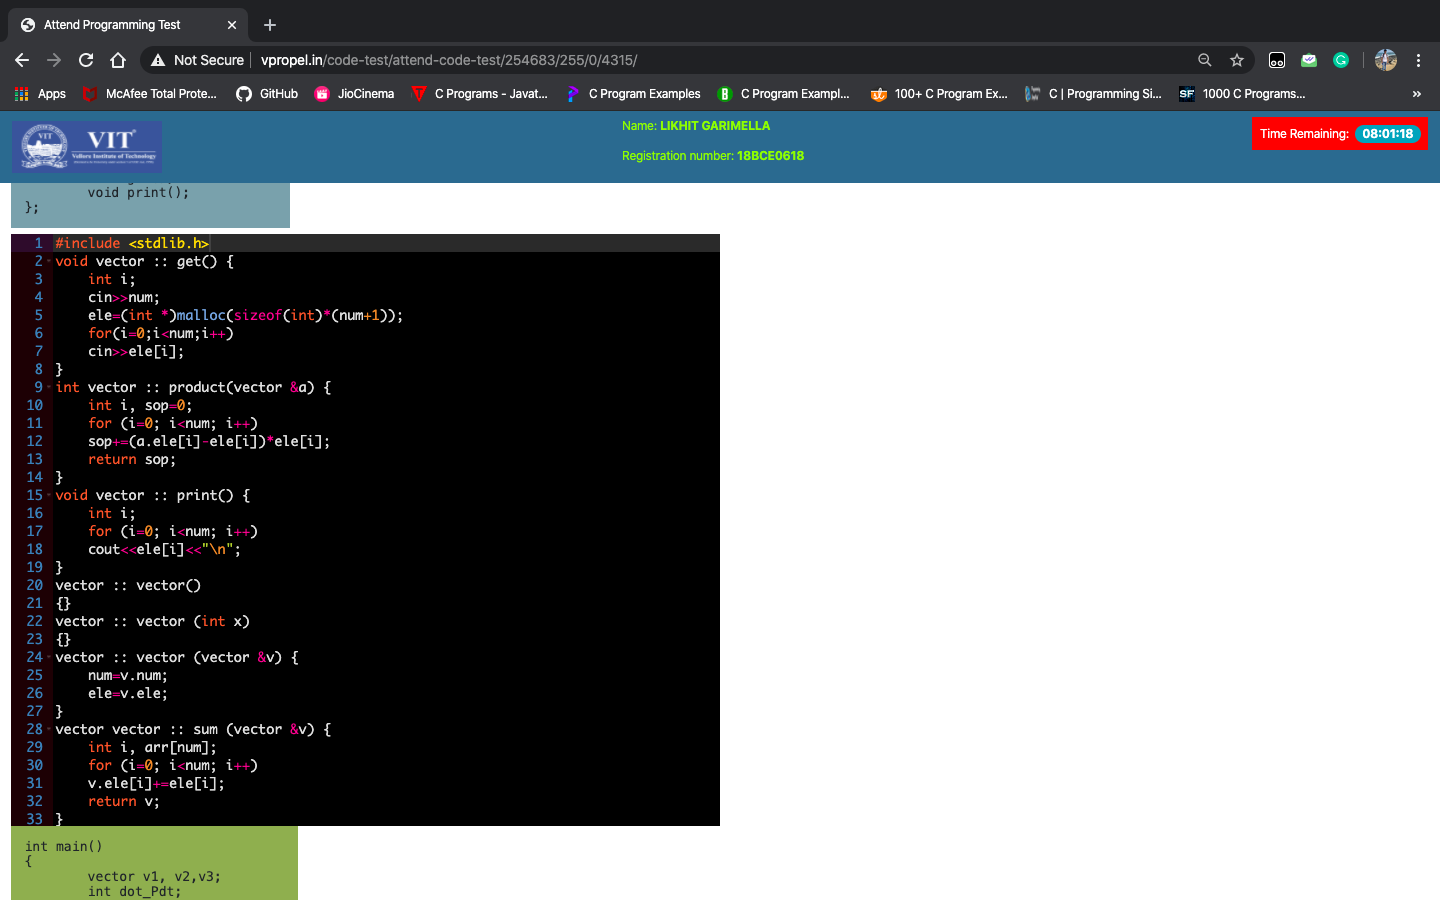 Attend Programming Test
Not Secure | vpropel.in/code-test/attend-code-test/254683/255/0/4315/
Apps McAfee Total Prote... GitHub JioCinema C Programs - Javat... C Program Examples C Program Exampl... 100+ C Program Ex... C | Programming Si... 1000 C Programs... »
VIT
VIT
Vellore Institute of Technology
Name: LIKHIT GARIMELLA
Registration number: 18BCE0618
Time Remaining: 08:01:18
void print();
};
1 #include <stdlib.h>
2 void vector :: get() {
3 int i;
4 cin>>num;
5 ele=(int *)malloc(sizeof(int)*(num+1));
6 for(i=0;i<num;i++)
7 cin>>ele[i];
8 }
9 int vector :: product(vector &a) {
10 int i, sop=0;
11 for (i=0; i<num; i++)
12 sop+=(a.ele[i]-ele[i])*ele[i];
13 return sop;
14 }
15 void vector :: print() {
16 int i;
17 for (i=0; i<num; i++)
18 cout<<ele[i]<<"\n";
19 }
20 vector :: vector()
21 {}
22 vector :: vector (int x)
23 {}
24 vector :: vector (vector &v) {
25 num=v.num;
26 ele=v.ele;
27 }
28 vector vector :: sum (vector &v) {
29 int i, arr[num];
30 for (i=0; i<num; i++)
31 v.ele[i]+=ele[i];
32 return v;
33 }
int main()
{
vector v1, v2,v3;
int dot_Pdt;